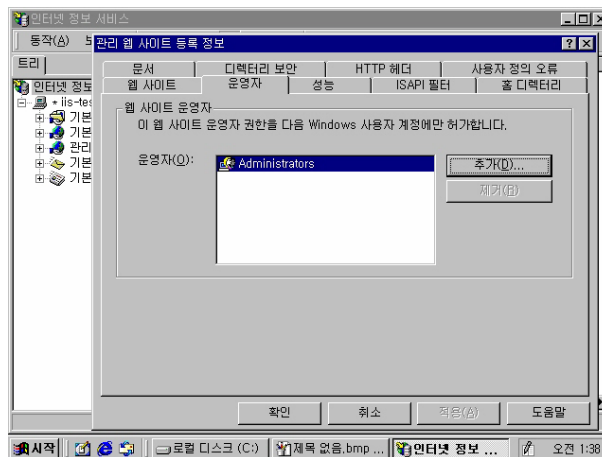 인터넷 정보 서비스
동작(A) 보
관리 웹 사이트 등록 정보
트리
인터넷 정보
* iis-tes
기본
기본
관리
기본
기본
문서 디렉터리 보안 HTTP 헤더 사용자 정의 오류
웹 사이트 운영자 성능 ISAPI 필터 홈 디렉터리
웹 사이트 운영자
이 웹 사이트 운영자 권한을 다음 Windows 사용자 계정에만 허가합니다.
운영자(O):
Administrators
추가(D)...
제거(R)
확인 취소 적용(A) 도움말
시작 로컬 디스크 (C:) 제목 없음.bmp ... 인터넷 정보 ... 오전 1:38